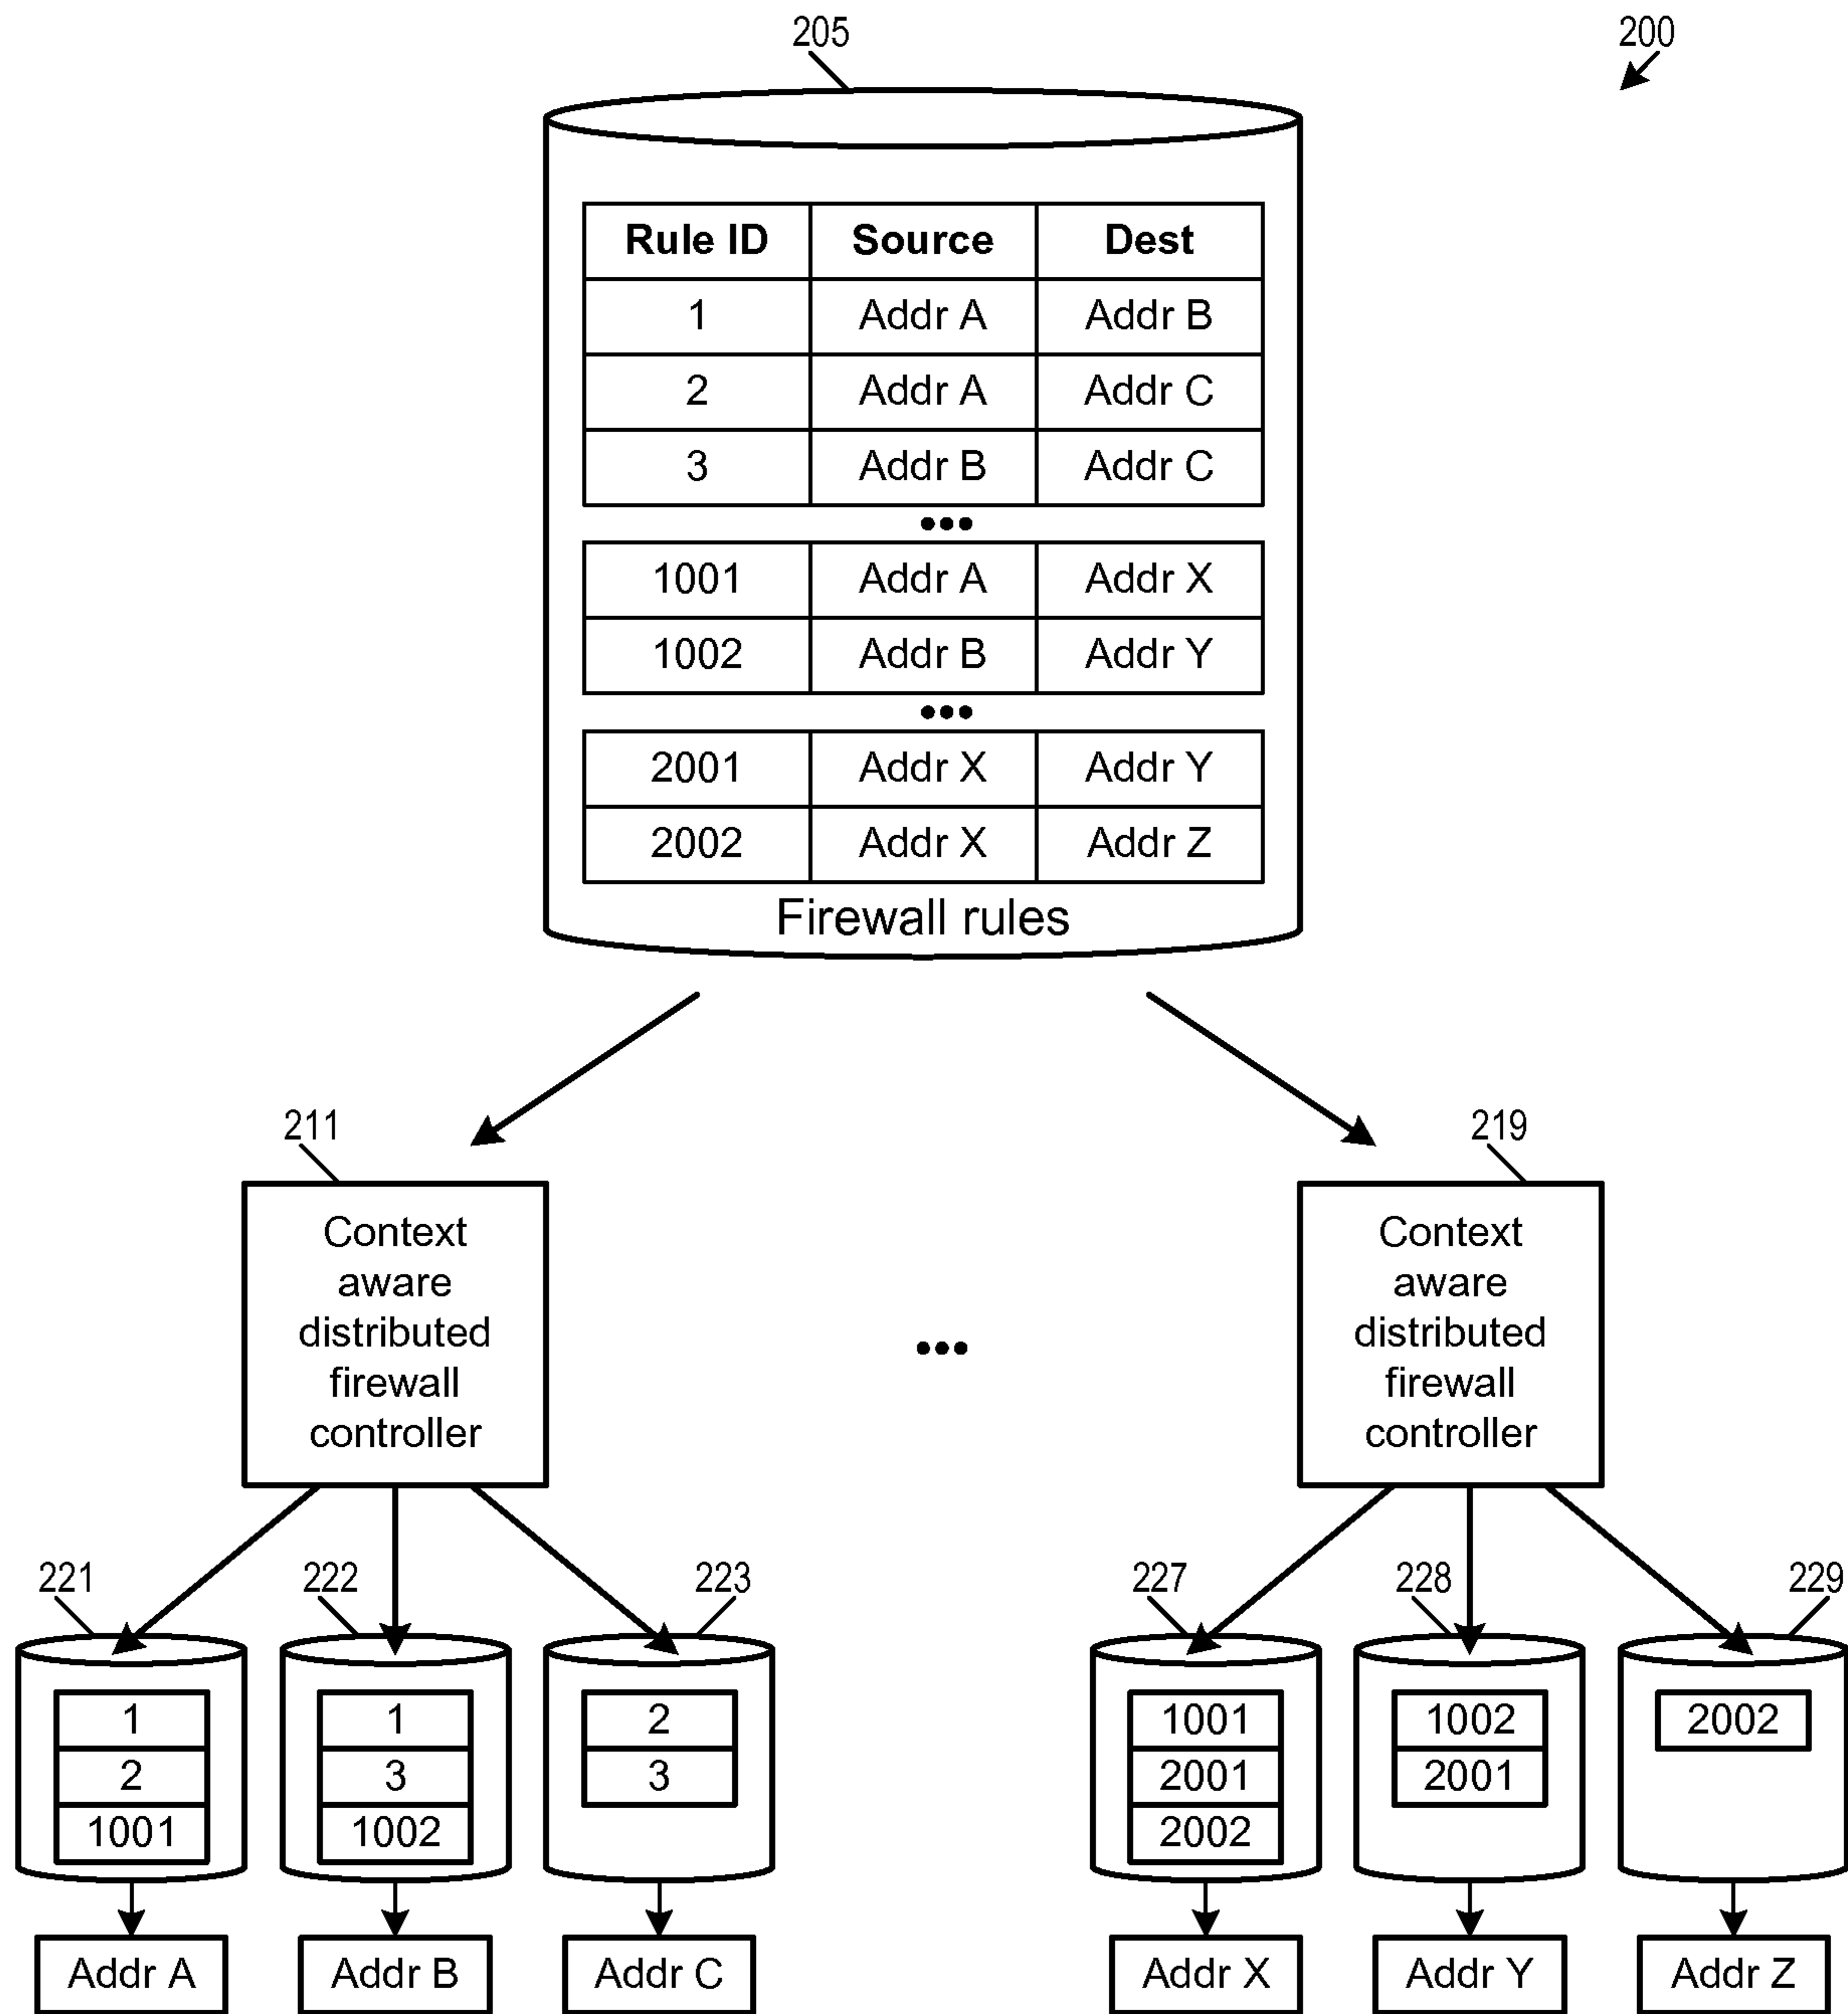 205
200
Rule ID Source Dest
1 Addr A Addr B
2 Addr A Addr C
3 Addr B Addr C
•••
1001 Addr A Addr X
1002 Addr B Addr Y
•••
2001 Addr X Addr Y
2002 Addr X Addr Z
Firewall rules
211
219
Context
aware
distributed
firewall
controller
•••
Context
aware
distributed
firewall
controller
221
222
223
227
228
229
1
2
1001
1
3
1002
2
3
1001
2001
2002
1002
2001
2002
Addr A
Addr B
Addr C
Addr X
Addr Y
Addr Z